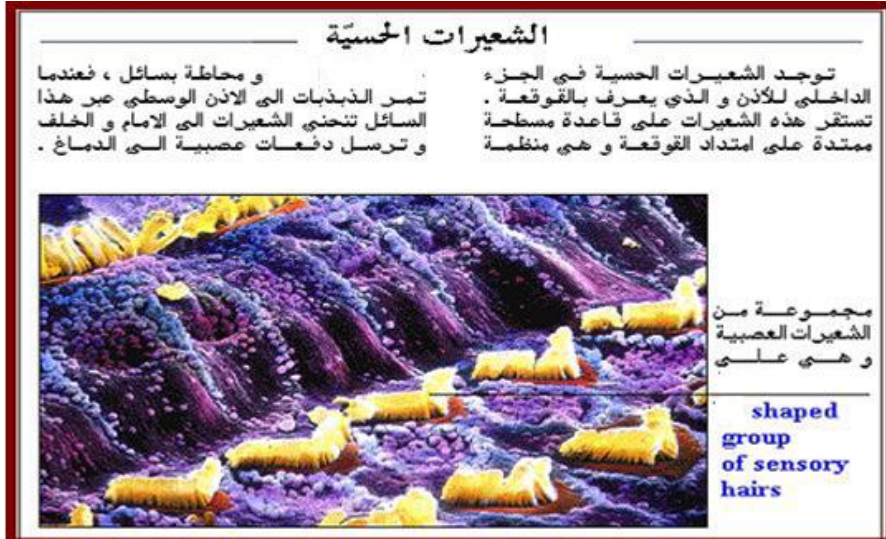 الشعيرات الحسيّة
توجد الشعيرات الحسية في الجزء
الداخلي للأذن و الذي يعرف بالقوقعة .
تستقر هذه الشعيرات على قاعدة مسطحة
ممتدة على امتداد القوقعة و هي منظمة
و محاطة بسائل ، فعندما
تمر الذبذبات الى الاذن الوسطي عبر هذا
السائل تنحني الشعيرات الى الامام و الخلف
و ترسل دفعات عصبية الى الدماغ .
مجموعة من
الشعيرات العصبية
و هي على
shaped
group
of sensory
hairs